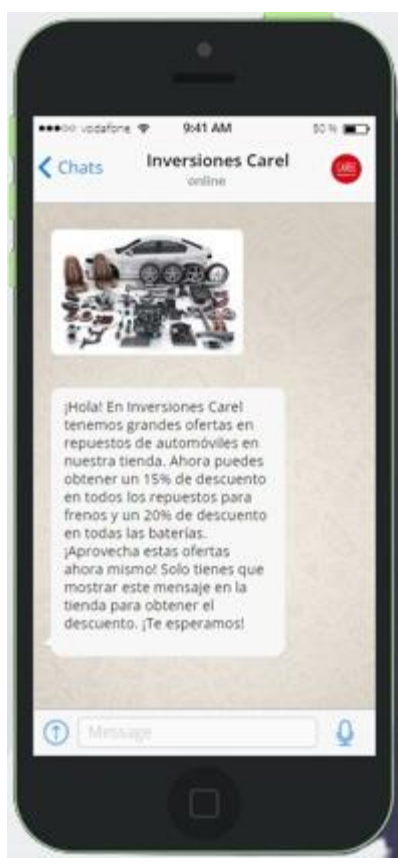 vodafone 9:41 AM 50 %
Chats
Inversiones Carel
online
CAREL
¡Hola! En Inversiones Carel
tenemos grandes ofertas en
repuestos de automóviles en
nuestra tienda. Ahora puedes
obtener un 15% de descuento
en todos los repuestos para
frenos y un 20% de descuento
en todas las baterías.
¡Aprovecha estas ofertas
ahora mismo! Solo tienes que
mostrar este mensaje en la
tienda para obtener el
descuento. ¡Te esperamos!
Message